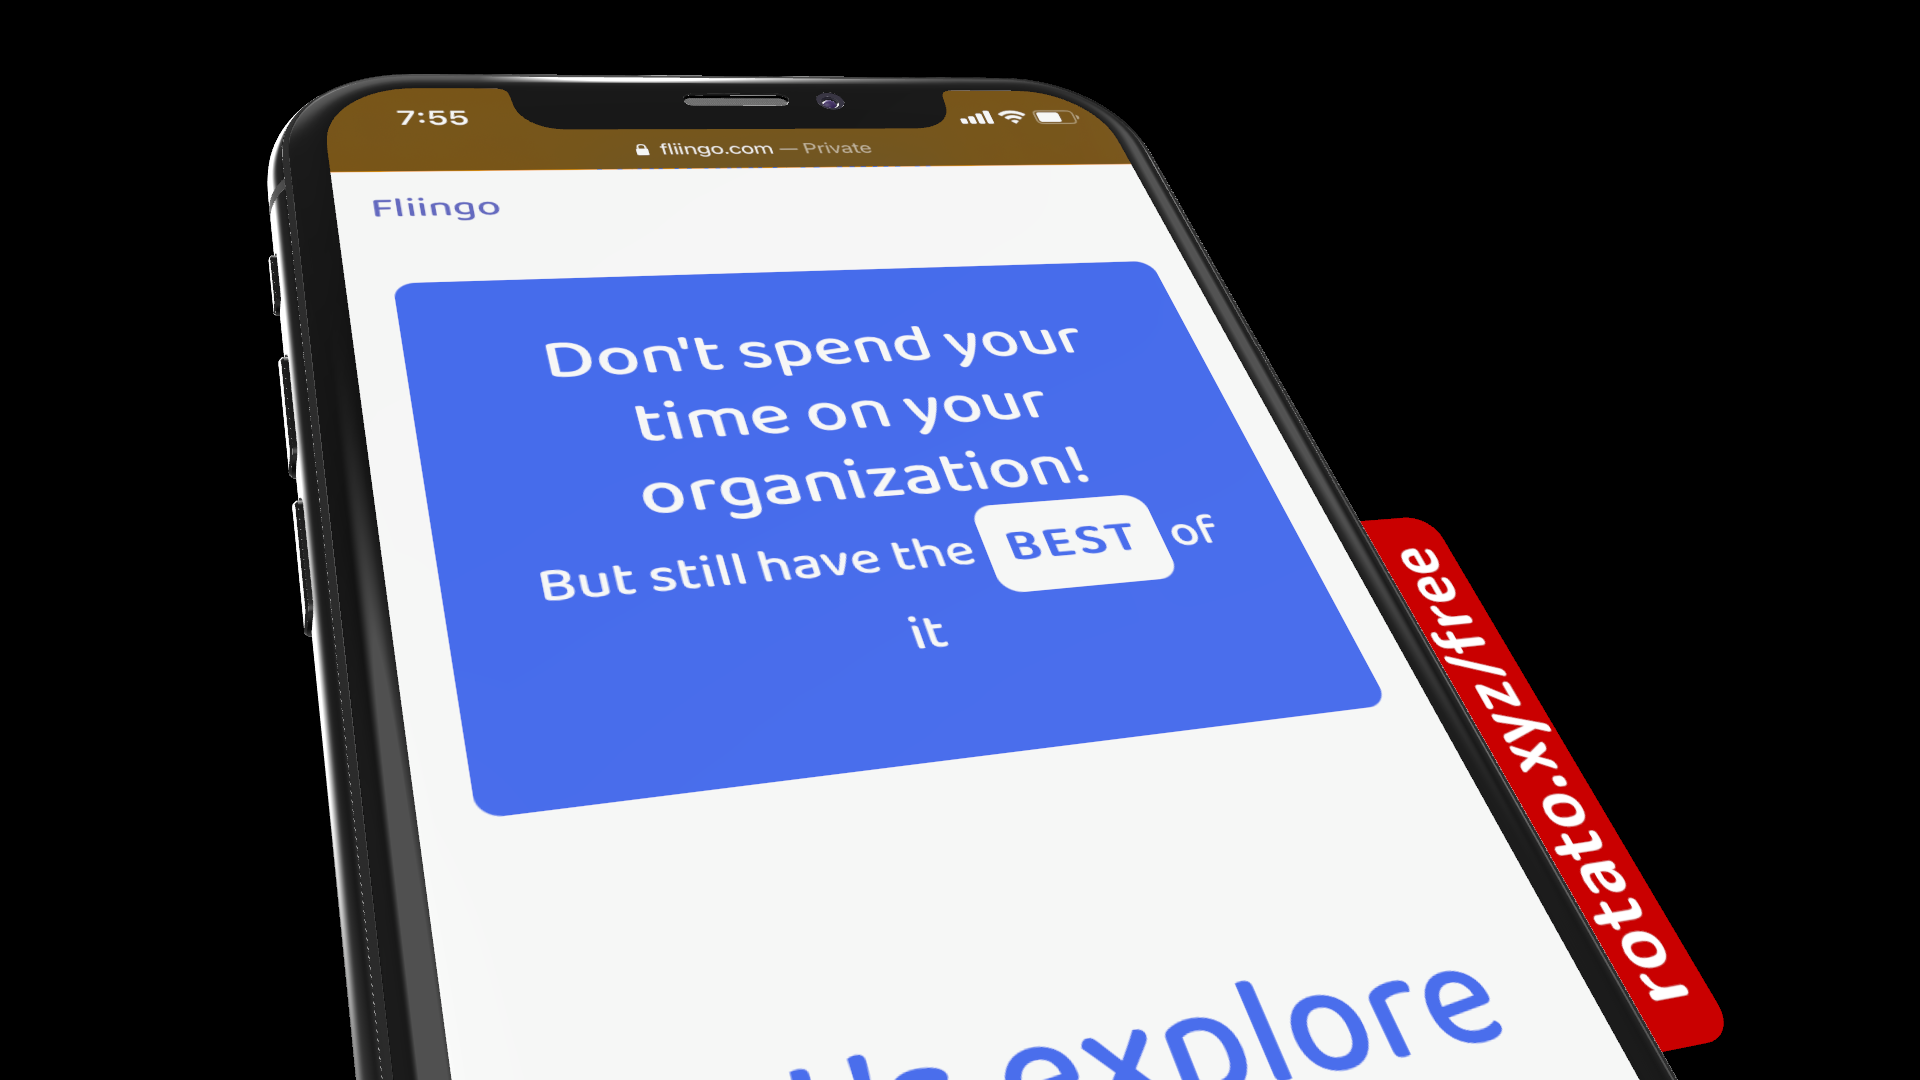 7:55
fliingo.com — Private
Fliingo
Don't spend your
time on your
organization!
But still have the BEST of
it
explore
rotato.xyz/free